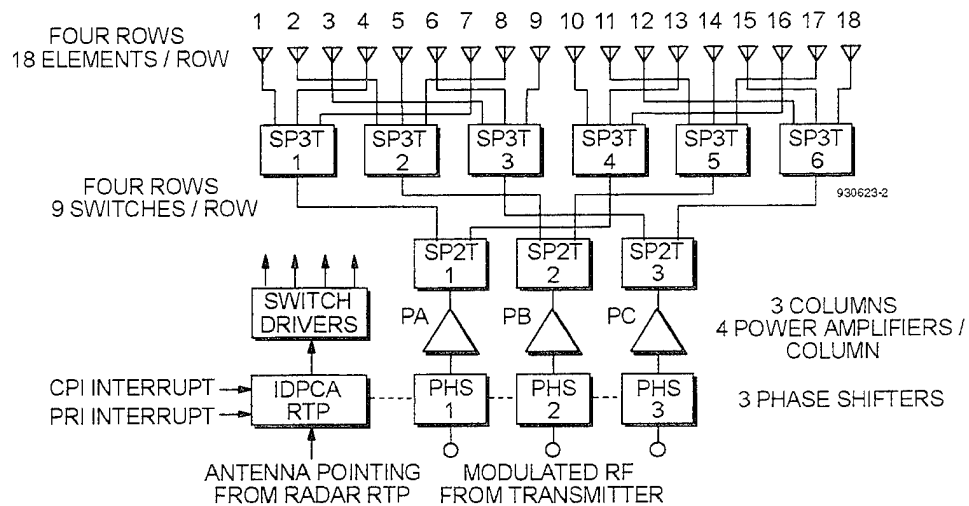 1 2 3 4 5 6 7 8 9 10 11 12 13 14 15 16 17 18
FOUR ROWS
18 ELEMENTS / ROW
SP3T
1
SP3T
2
SP3T
3
SP3T
4
SP3T
5
SP3T
6
FOUR ROWS
9 SWITCHES / ROW
930623-2
SP2T
1
SP2T
2
SP2T
3
SWITCH
DRIVERS
PA
PB
PC
3 COLUMNS
4 POWER AMPLIFIERS /
COLUMN
CPI INTERRUPT
PRI INTERRUPT
IDPCA
RTP
PHS
1
PHS
2
PHS
3
3 PHASE SHIFTERS
ANTENNA POINTING
FROM RADAR RTP
MODULATED RF
FROM TRANSMITTER